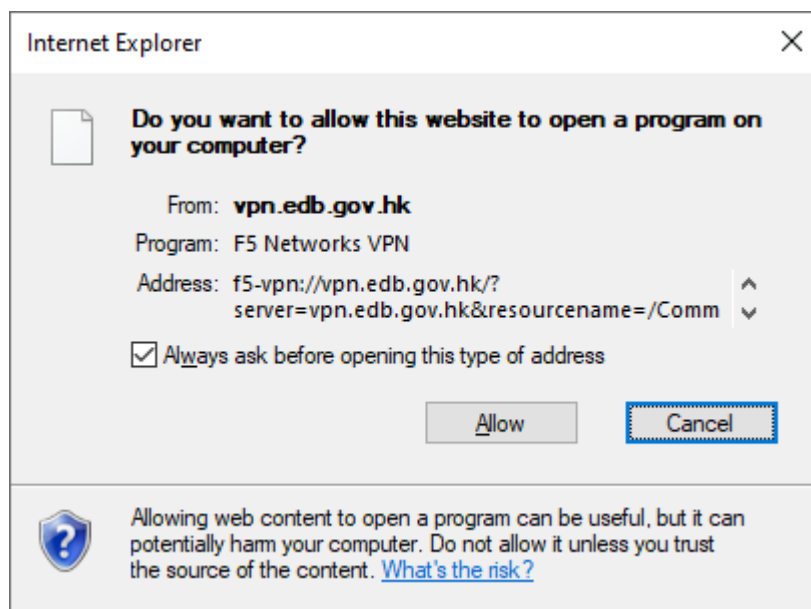 Internet Explorer
Do you want to allow this website to open a program on
your computer?
From: vpn.edb.gov.hk
Program: F5 Networks VPN
Address: f5-vpn://vpn.edb.gov.hk/?
server=vpn.edb.gov.hk&resourcename=/Comm
Always ask before opening this type of address
Allow
Cancel
Allowing web content to open a program can be useful, but it can
potentially harm your computer. Do not allow it unless you trust
the source of the content. What's the risk?